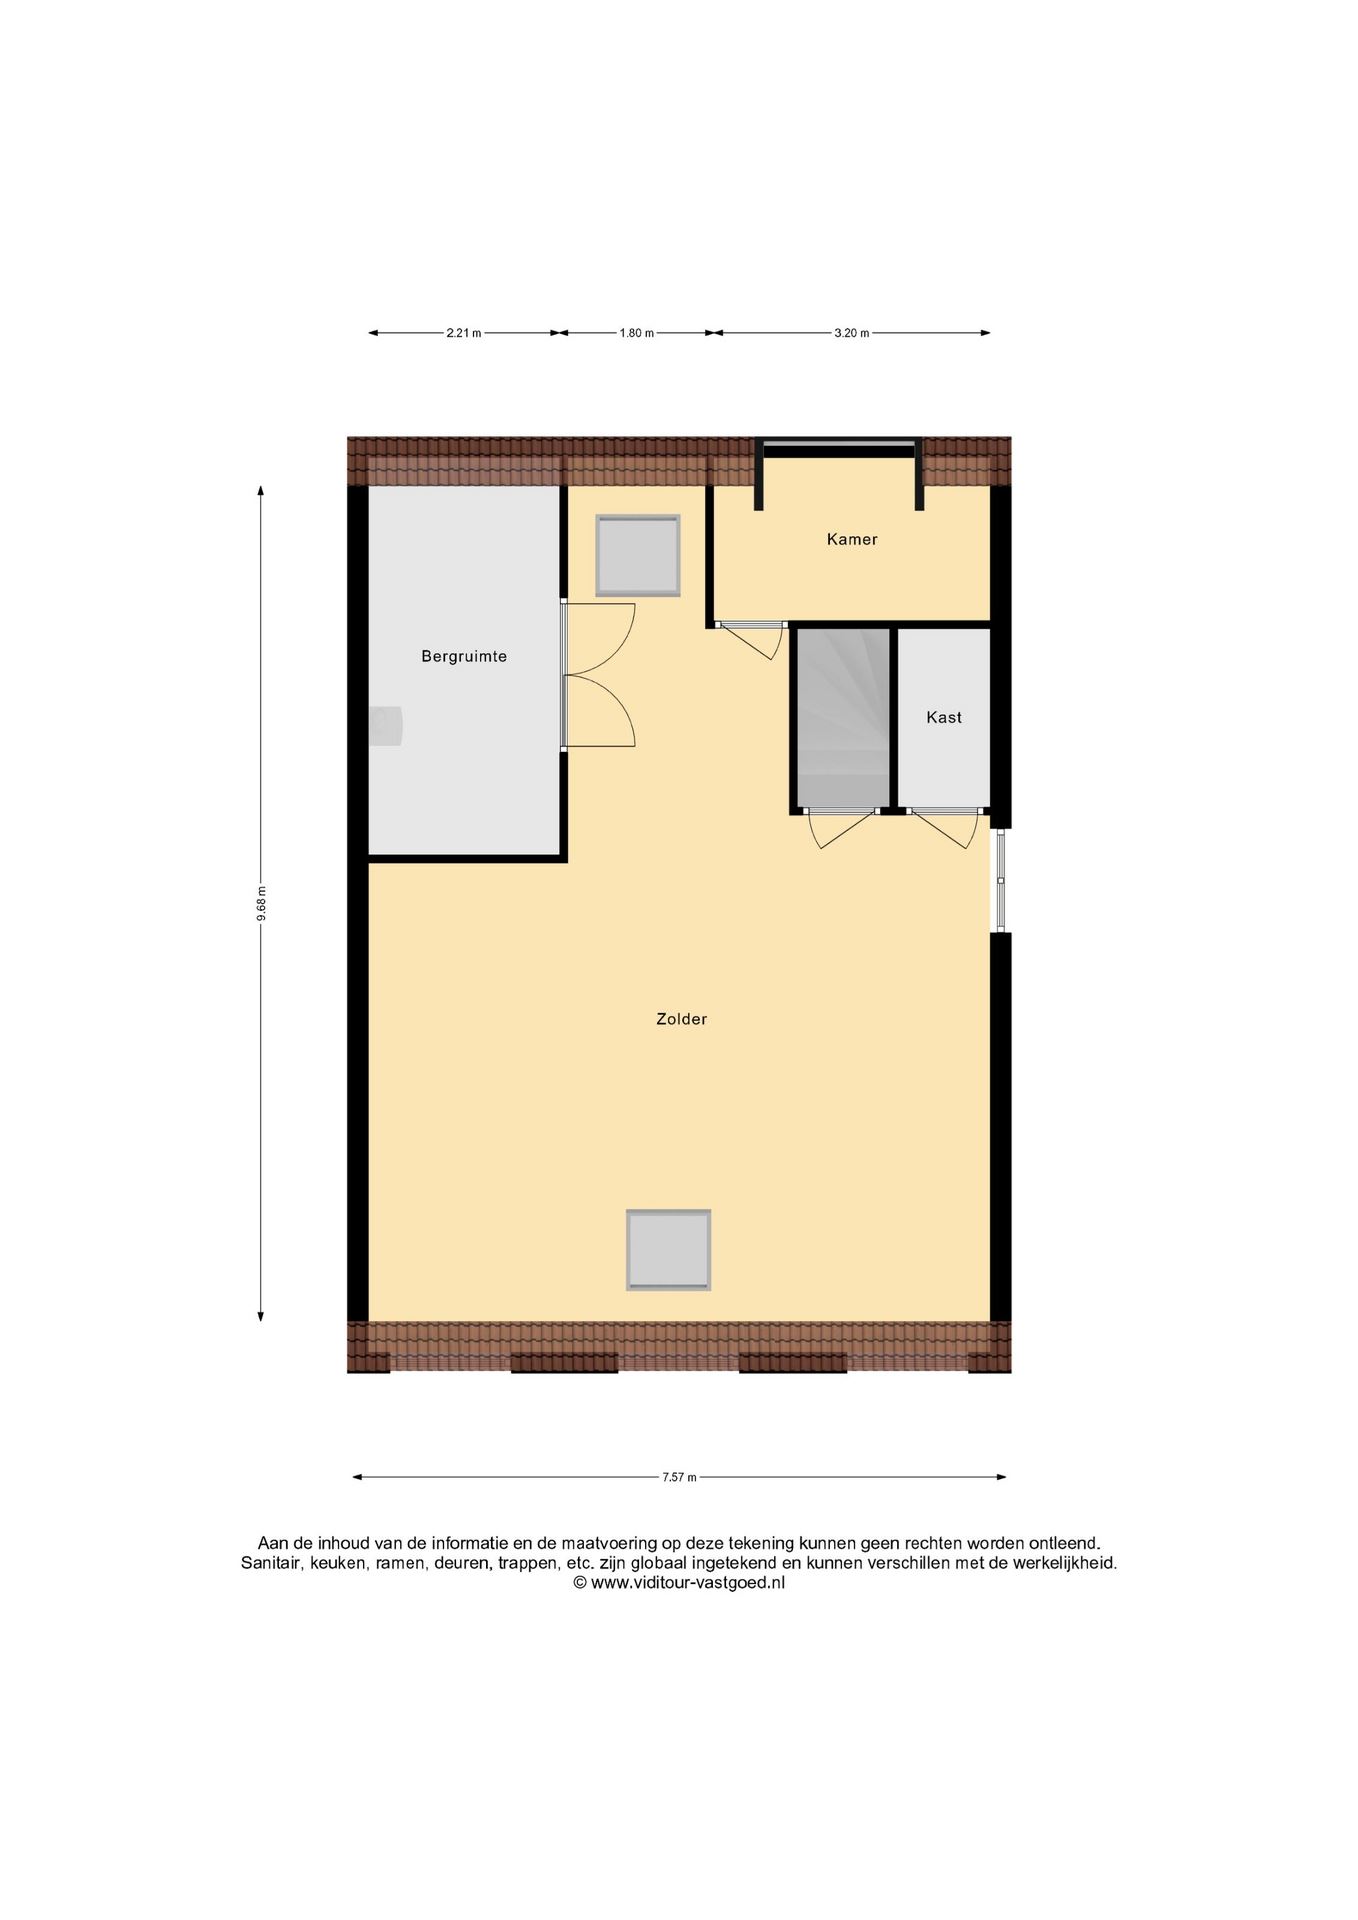 2.21 m
1.80 m
3.20 m
Kamer
Bergruimte
Kast
9.68 m
Zolder
7.57 m
Aan de inhoud van de informatie en de maatvoering op deze tekening kunnen geen rechten worden ontleend.
Sanitair, keuken, ramen, deuren, trappen, etc. zijn globaal ingetekend en kunnen verschillen met de werkelijkheid.
© www.viditour-vastgoed.nl